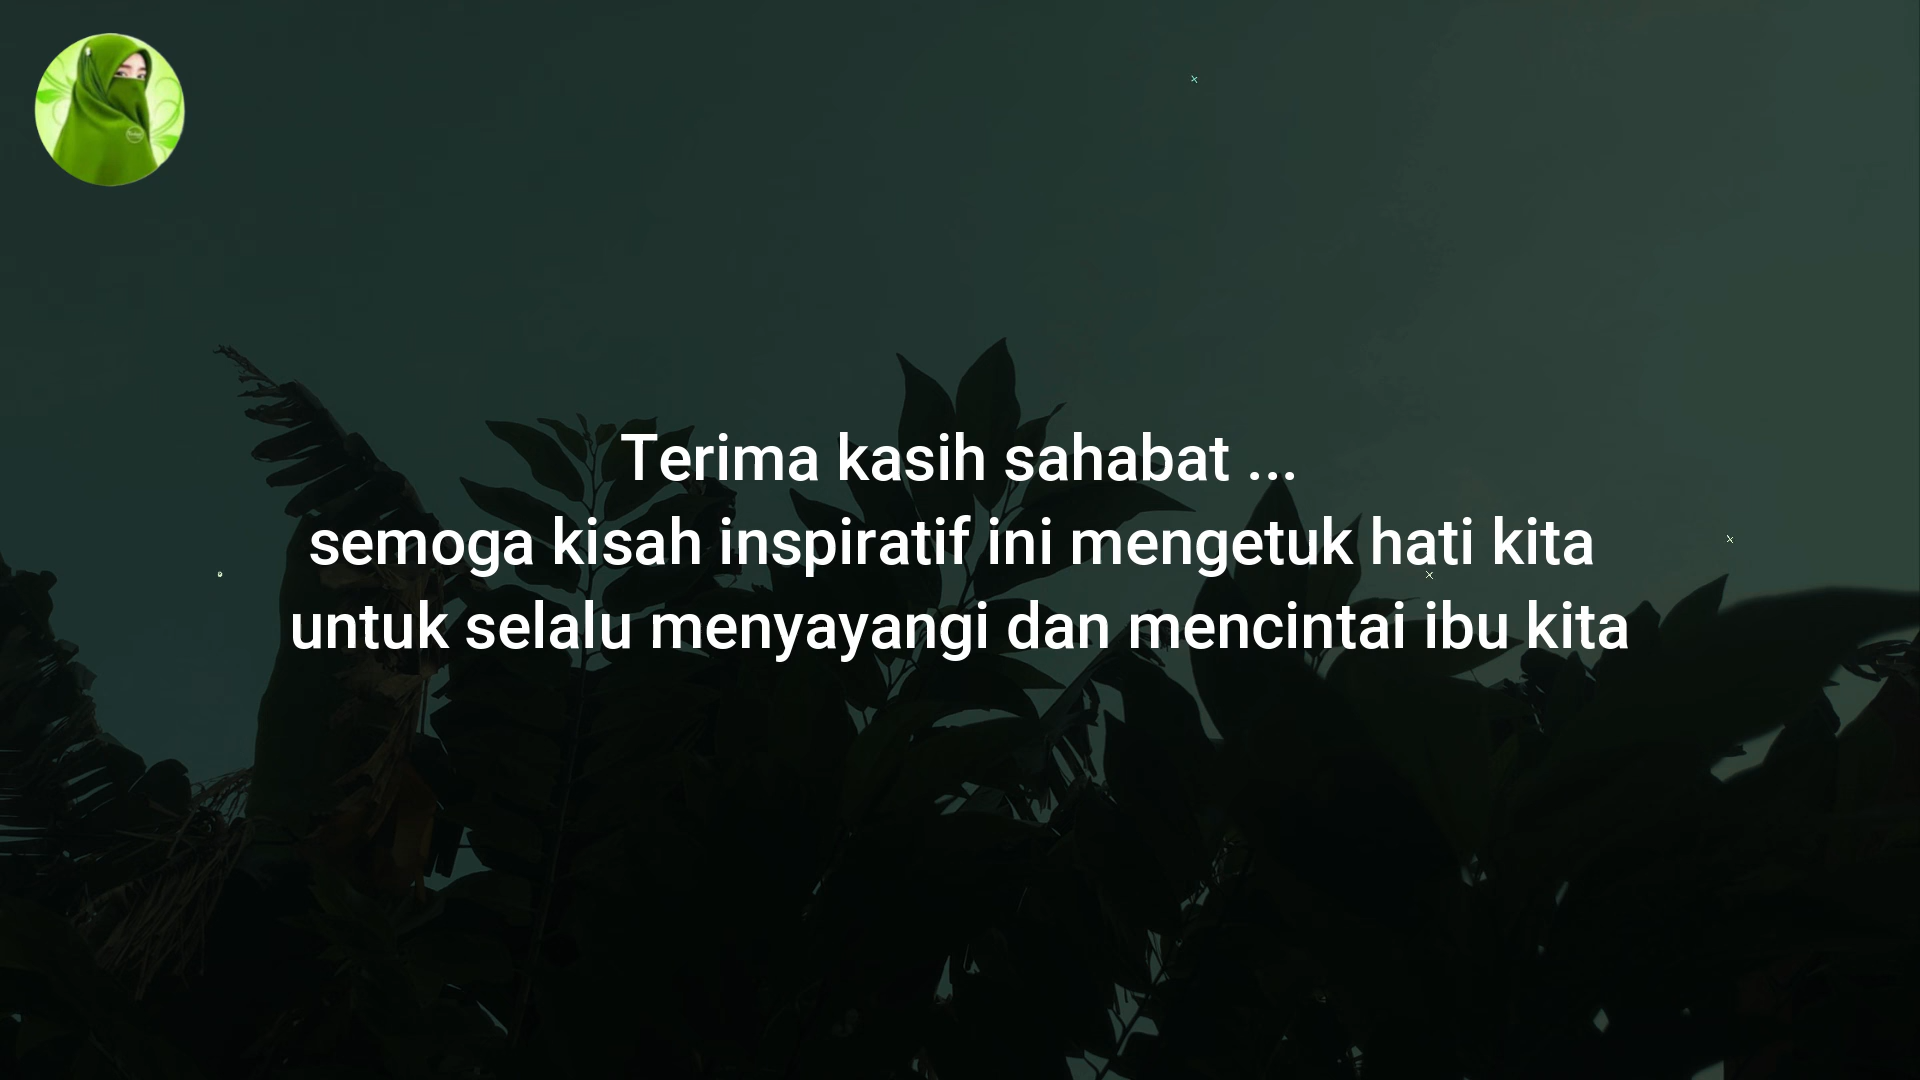 Terima kasih sahabat ...
semoga kisah inspiratif ini mengetuk hati kita
untuk selalu menyayangi dan mencintai ibu kita